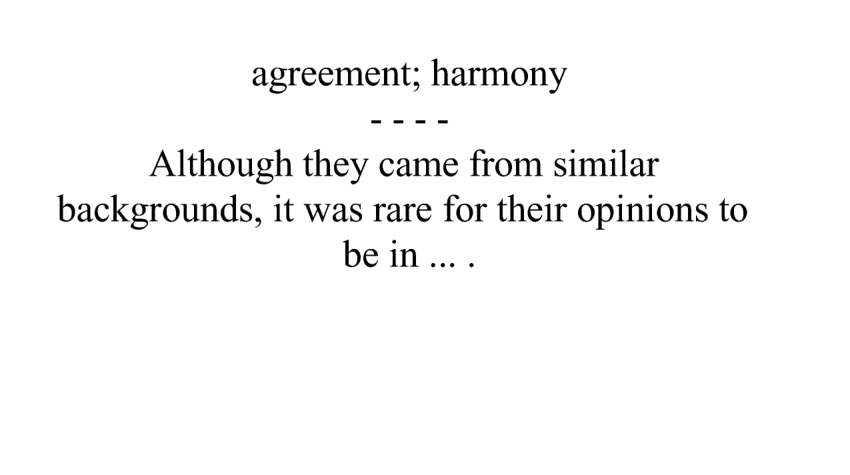 agreement; harmony
- - - -
Although they came from similar
backgrounds, it was rare for their opinions to
be in ... .